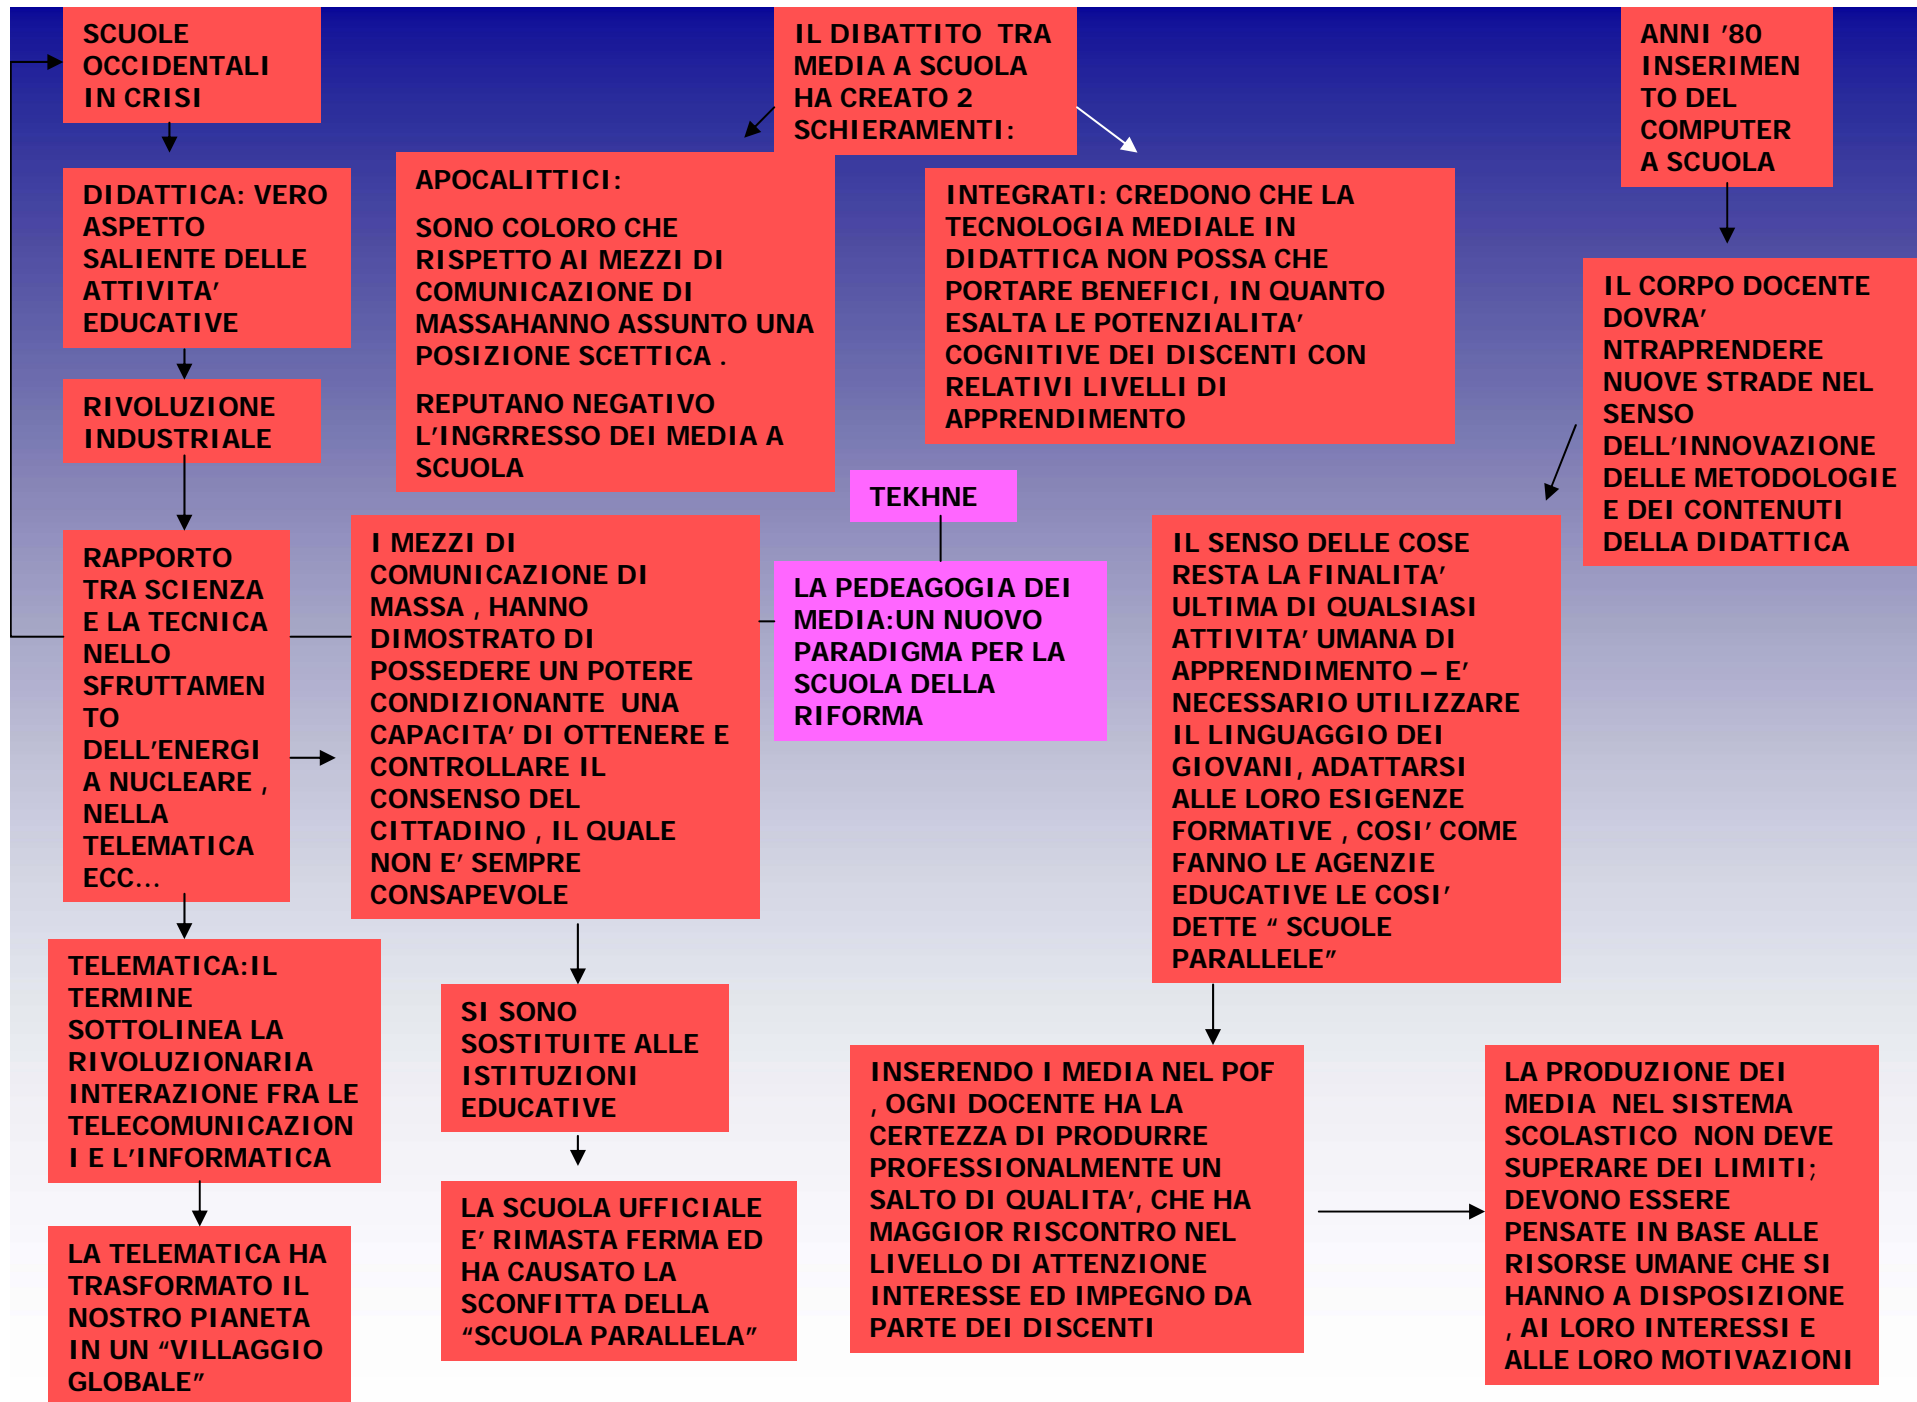 SCUOLE
OCCIDENTALI
IN CRISI
DIDATTICA: VERO
ASPETTO
SALIENTE DELLE
ATTIVITA’
EDUCATIVE
RIVOLUZIONE
INDUSTRIALE
RAPPORTO
TRA SCIENZA
E LA TECNICA
NELLO
SFRUTTAMEN
TO
DELL’ENERGI
A NUCLEARE ,
NELLA
TELEMATICA
ECC…
TELEMATICA:IL
TERMINE
SOTTOLINEA LA
RIVOLUZIONARIA
INTERAZIONE FRA LE
TELECOMUNICAZION
I E L’INFORMATICA
LA TELEMATICA HA
TRASFORMATO IL
NOSTRO PIANETA
IN UN “VILLAGGIO
GLOBALE”
IL DIBATTITO TRA
MEDIA A SCUOLA
HA CREATO 2
SCHIERAMENTI:
APOCALITTICI:
SONO COLORO CHE
RISPETTO AI MEZZI DI
COMUNICAZIONE DI
MASSAHANNO ASSUNTO UNA
POSIZIONE SCETTICA .
REPUTANO NEGATIVO
L’INGRRESSO DEI MEDIA A
SCUOLA
INTEGRATI: CREDONO CHE LA
TECNOLOGIA MEDIALE IN
DIDATTICA NON POSSA CHE
PORTARE BENEFICI, IN QUANTO
ESALTA LE POTENZIALITA’
COGNITIVE DEI DISCENTI CON
RELATIVI LIVELLI DI
APPRENDIMENTO
TEKHNE
LA PEDEAGOGIA DEI
MEDIA:UN NUOVO
PARADIGMA PER LA
SCUOLA DELLA
RIFORMA
I MEZZI DI
COMUNICAZIONE DI
MASSA , HANNO
DIMOSTRATO DI
POSSEDERE UN POTERE
CONDIZIONANTE UNA
CAPACITA’ DI OTTENERE E
CONTROLLARE IL
CONSENSO DEL
CITTADINO , IL QUALE
NON E’ SEMPRE
CONSAPEVOLE
SI SONO
SOSTITUITE ALLE
ISTITUZIONI
EDUCATIVE
LA SCUOLA UFFICIALE
E’ RIMASTA FERMA ED
HA CAUSATO LA
SCONFITTA DELLA
“SCUOLA PARALLELA”
ANNI ’80
INSERIMEN
TO DEL
COMPUTER
A SCUOLA
IL CORPO DOCENTE
DOVRA’
NTRAPRENDERE
NUOVE STRADE NEL
SENSO
DELL’INNOVAZIONE
DELLE METODOLOGIE
E DEI CONTENUTI
DELLA DIDATTICA
IL SENSO DELLE COSE
RESTA LA FINALITA’
ULTIMA DI QUALSIASI
ATTIVITA’ UMANA DI
APPRENDIMENTO – E’
NECESSARIO UTILIZZARE
IL LINGUAGGIO DEI
GIOVANI, ADATTARSI
ALLE LORO ESIGENZE
FORMATIVE , COSI’ COME
FANNO LE AGENZIE
EDUCATIVE LE COSI’
DETTE “ SCUOLE
PARALLELE”
INSERENDO I MEDIA NEL POF
, OGNI DOCENTE HA LA
CERTEZZA DI PRODURRE
PROFESSIONALMENTE UN
SALTO DI QUALITA’, CHE HA
MAGGIOR RISCONTRO NEL
LIVELLO DI ATTENZIONE
INTERESSE ED IMPEGNO DA
PARTE DEI DISCENTI
LA PRODUZIONE DEI
MEDIA NEL SISTEMA
SCOLASTICO NON DEVE
SUPERARE DEI LIMITI;
DEVONO ESSERE
PENSATE IN BASE ALLE
RISORSE UMANE CHE SI
HANNO A DISPOSIZIONE
, AI LORO INTERESSI E
ALLE LORO MOTIVAZIONI